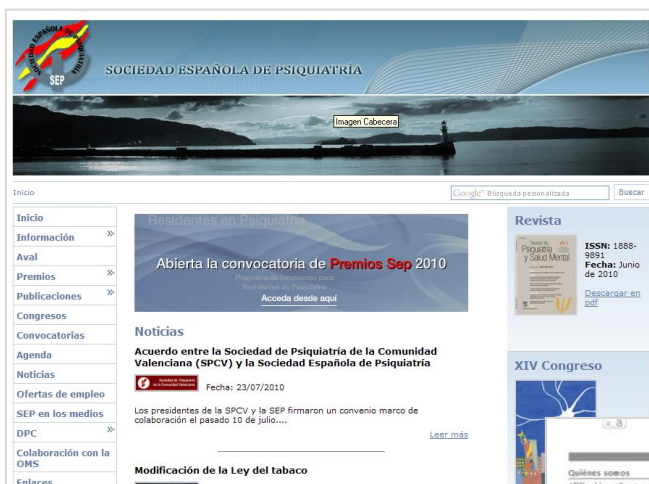 SOCIEDAD ESPAÑOLA DE PSIQUIATRIA
SEP
SOCIEDAD ESPAÑOLA DE PSIQUIATRÍA
Imagen Cabecera
Inicio
Google™ Búsqueda personalizada
Buscar
Inicio
Información »
Aval
Premios »
Publicaciones »
Congresos
Convocatorias
Agenda
Noticias
Ofertas de empleo
SEP en los medios
DPC »
Colaboración con la
OMS
Enlaces
Residentes en Psiquiatría
Abierta la convocatoria de Premios Sep 2010
Programa de Innovación para
Residentes de Psiquiatría
Acceda desde aquí
Noticias
Acuerdo entre la Sociedad de Psiquiatría de la Comunidad
Valenciana (SPCV) y la Sociedad Española de Psiquiatría
Fecha: 23/07/2010
Los presidentes de la SPCV y la SEP firmaron un convenio marco de
colaboración el pasado 10 de julio....
Leer más
Modificación de la Ley del tabaco
Revista
Psiquiatría
y Salud Mental
ISSN: 1888-
9891
Fecha: Junio
de 2010
Descargar en
pdf
XIV Congreso
a a
Quiénes somos